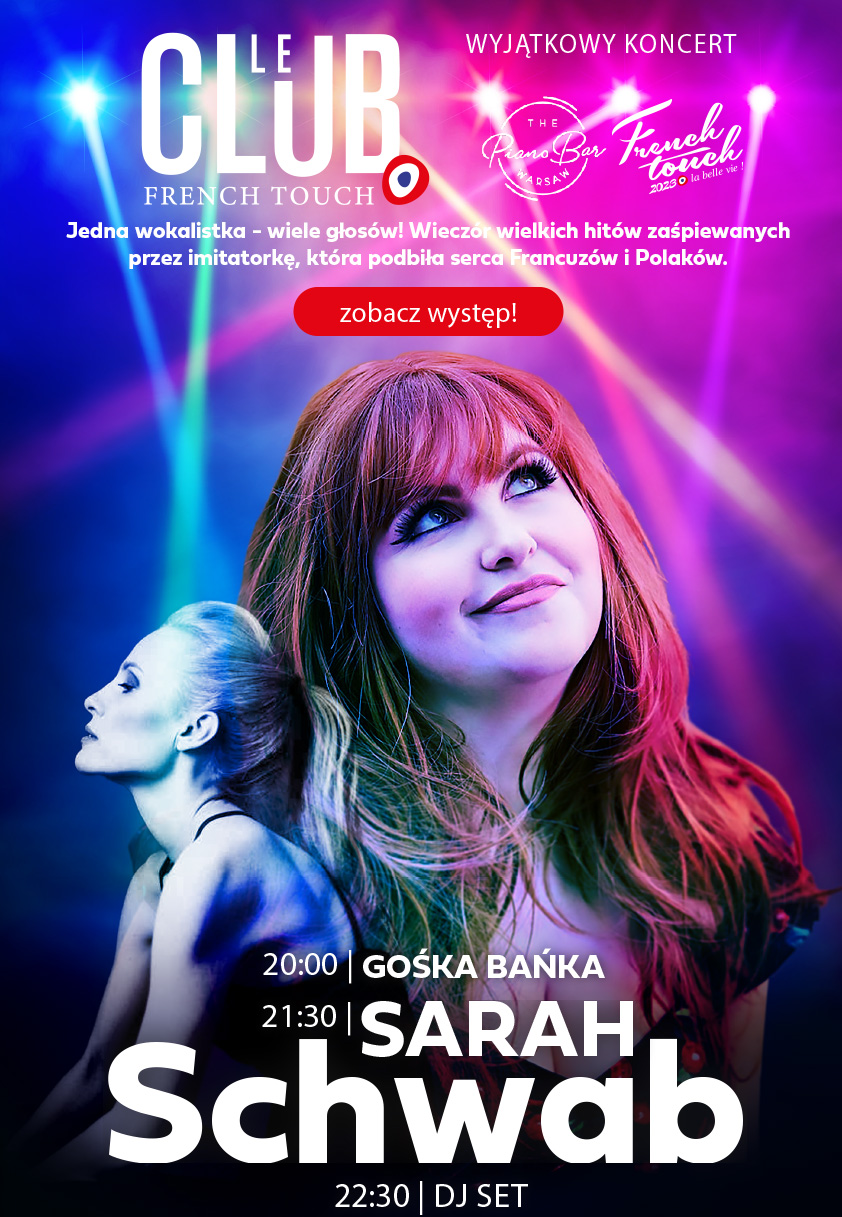 LE
CLUB
FRENCH TOUCH
WYJĄTKOWY KONCERT
THE
Piano Bar
WARSAW
French
touch
2023 la belle vie !
Jedna wokalistka - wiele głosów! Wieczór wielkich hitów zaśpiewanych
przez imitatorkę, która podbiła serca Francuzów i Polaków.
zobacz występ!
20:00 | GOŚKA BAŃKA
21:30 | SARAH
Schwab
22:30 | DJ SET